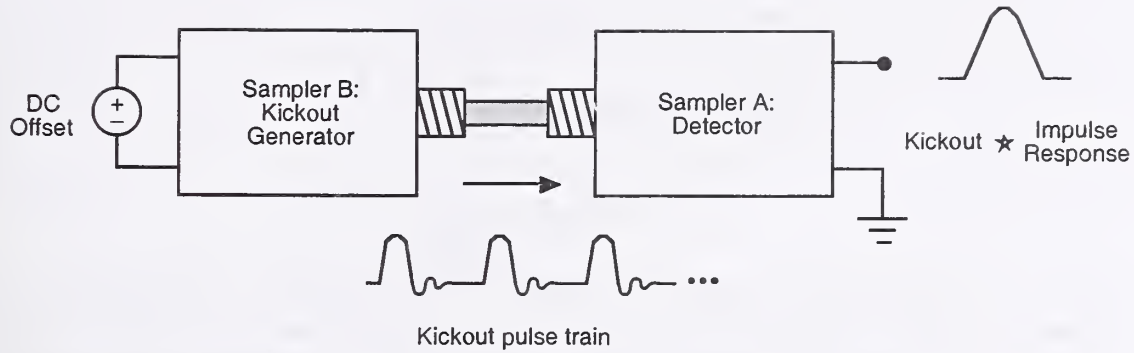 DC
Offset
+
−
Sampler B:
Kickout
Generator
Sampler A:
Detector
Kickout ☆ Impulse
Response
Kickout pulse train